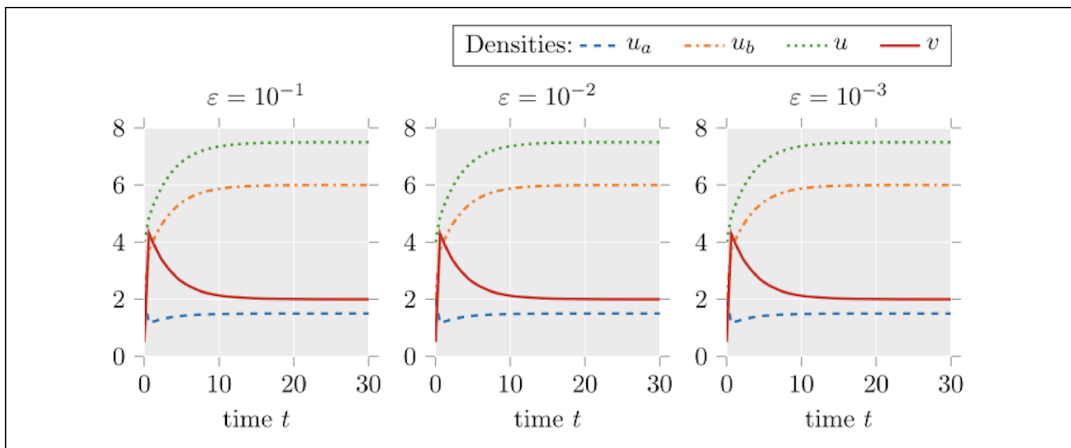 Densities: u_a u_b u v
ε = 10⁻¹ ε = 10⁻² ε = 10⁻³
8 8 8
6 6 6
4 4 4
2 2 2
0 0 0
0 10 20 30 0 10 20 30 0 10 20 30
time t time t time t